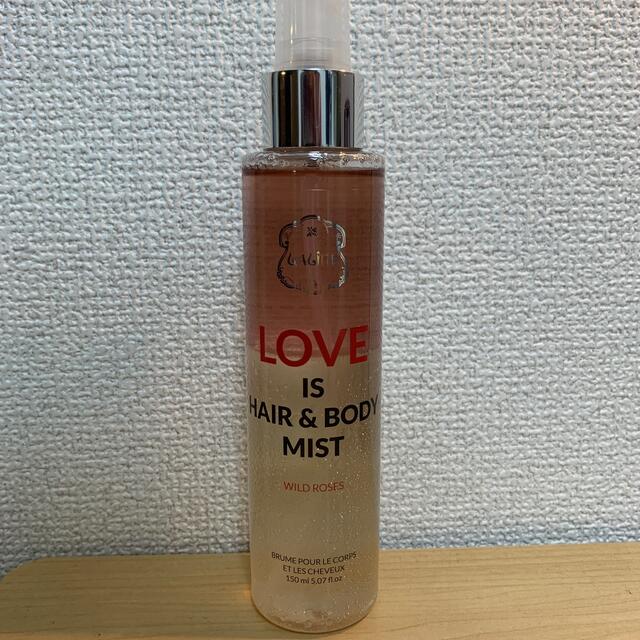 LOVE
IS
HAIR & BODY
MIST
WILD ROSES
BRUME POUR LE CORPS
ET LES CHEVEUX
150 ml 5.07 fl.oz